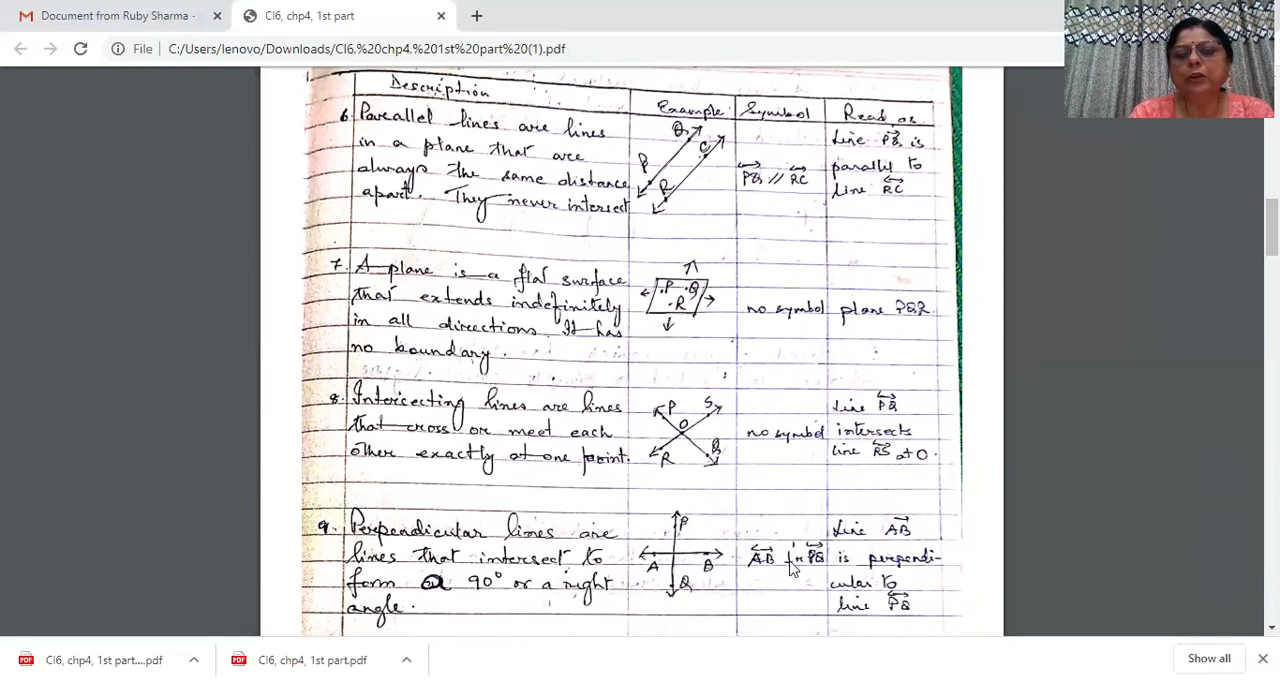 Document from Ruby Sharma -
Cl6, chp4, 1st part
File
C:/Users/lenovo/Downloads/Cl6.%20chp4,%201st%20part%20(1).pdf
Description Example Symbol Read as
6. Parallel lines are lines
in a plane that are
always the same distance
apart. They never intersect
Q C
P R
PQ // RC
Line PQ is
parally to
line RC
7. A plane is a flat surface
that extends indefinitely
in all directions It has
no boundary.
P Q
R
no symbol
plane PQR.
8. Intersecting lines are lines
that cross or meet each
other exactly at one point.
P S
O
R Q
no symbol
line PQ
intersects
line RS at O.
9. Perpendicular lines are
lines that intersect to
form a 90° or a right
angle.
P
A B
Q
AB ⊥r PQ
line AB
is perpendi-
cular to
line PQ
Cl6, chp4, 1st part....pdf
Cl6, chp4, 1st part.pdf
Show all